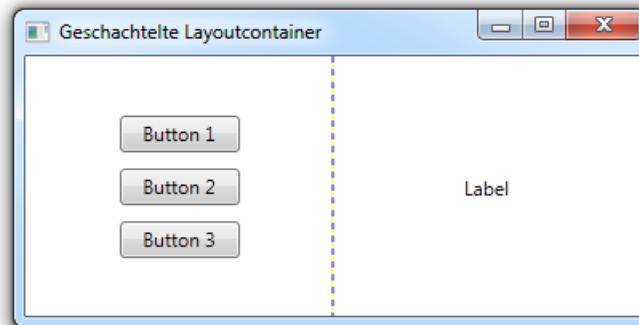 Geschachtelte Layoutcontainer
Button 1
Button 2
Button 3
Label